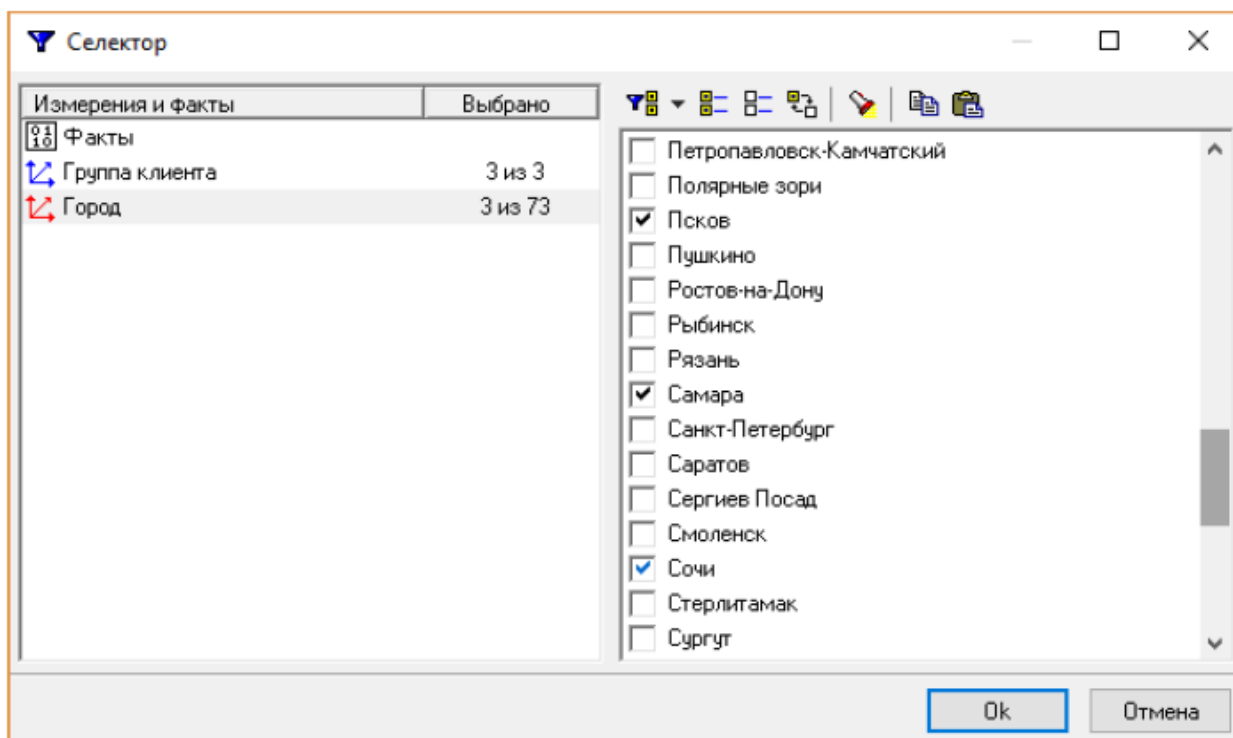 Селектор
Измерения и факты Выбрано
Факты
Группа клиента 3 из 3
Город 3 из 73
Петропавловск-Камчатский
Полярные зори
Псков
Пушкино
Ростов-на-Дону
Рыбинск
Рязань
Самара
Санкт-Петербург
Саратов
Сергиев Посад
Смоленск
Сочи
Стерлитамак
Сургут
Ok Отмена